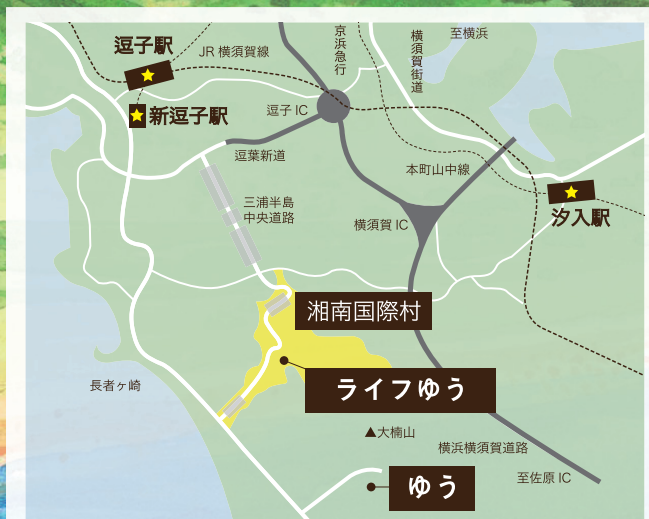 逗子駅
JR 横須賀線
京浜急行
横須賀街道
至横浜
新逗子駅
逗子 IC
逗葉新道
本町山中線
三浦半島
中央道路
横須賀 IC
汐入駅
湘南国際村
ライフゆう
長者ヶ崎
▲大楠山
横浜横須賀道路
至佐原 IC
ゆう